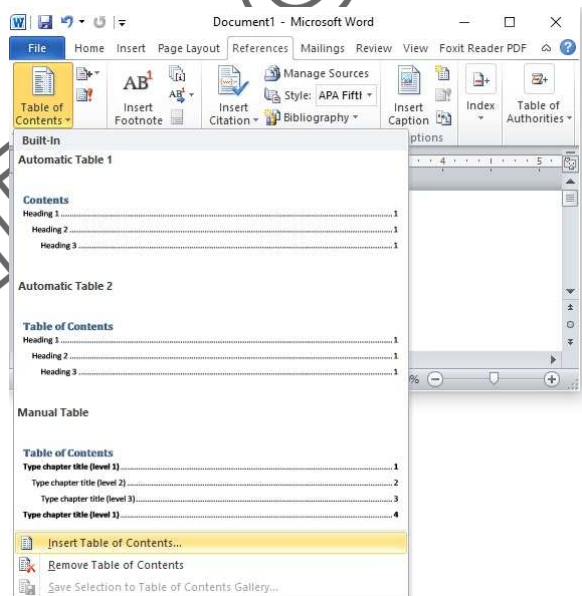 Document1 - Microsoft Word
File Home Insert Page Layout References Mailings Review View Foxit Reader PDF
Table of Contents
AB1 Insert Footnote
AB1
Insert Citation
Manage Sources
Style: APA Fifth
Bibliography
Insert Caption
Index
Table of Authorities
ptions
Built-In
Automatic Table 1
4 5
Contents
Heading 1 1
Heading 2 1
Heading 3 1
Automatic Table 2
Table of Contents
Heading 1 1
Heading 2 1
Heading 3 1
%
Manual Table
Table of Contents
Type chapter title (level 1) 1
Type chapter title (level 2) 2
Type chapter title (level 3) 3
Type chapter title (level 1) 4
Insert Table of Contents...
Remove Table of Contents
Save Selection to Table of Contents Gallery...